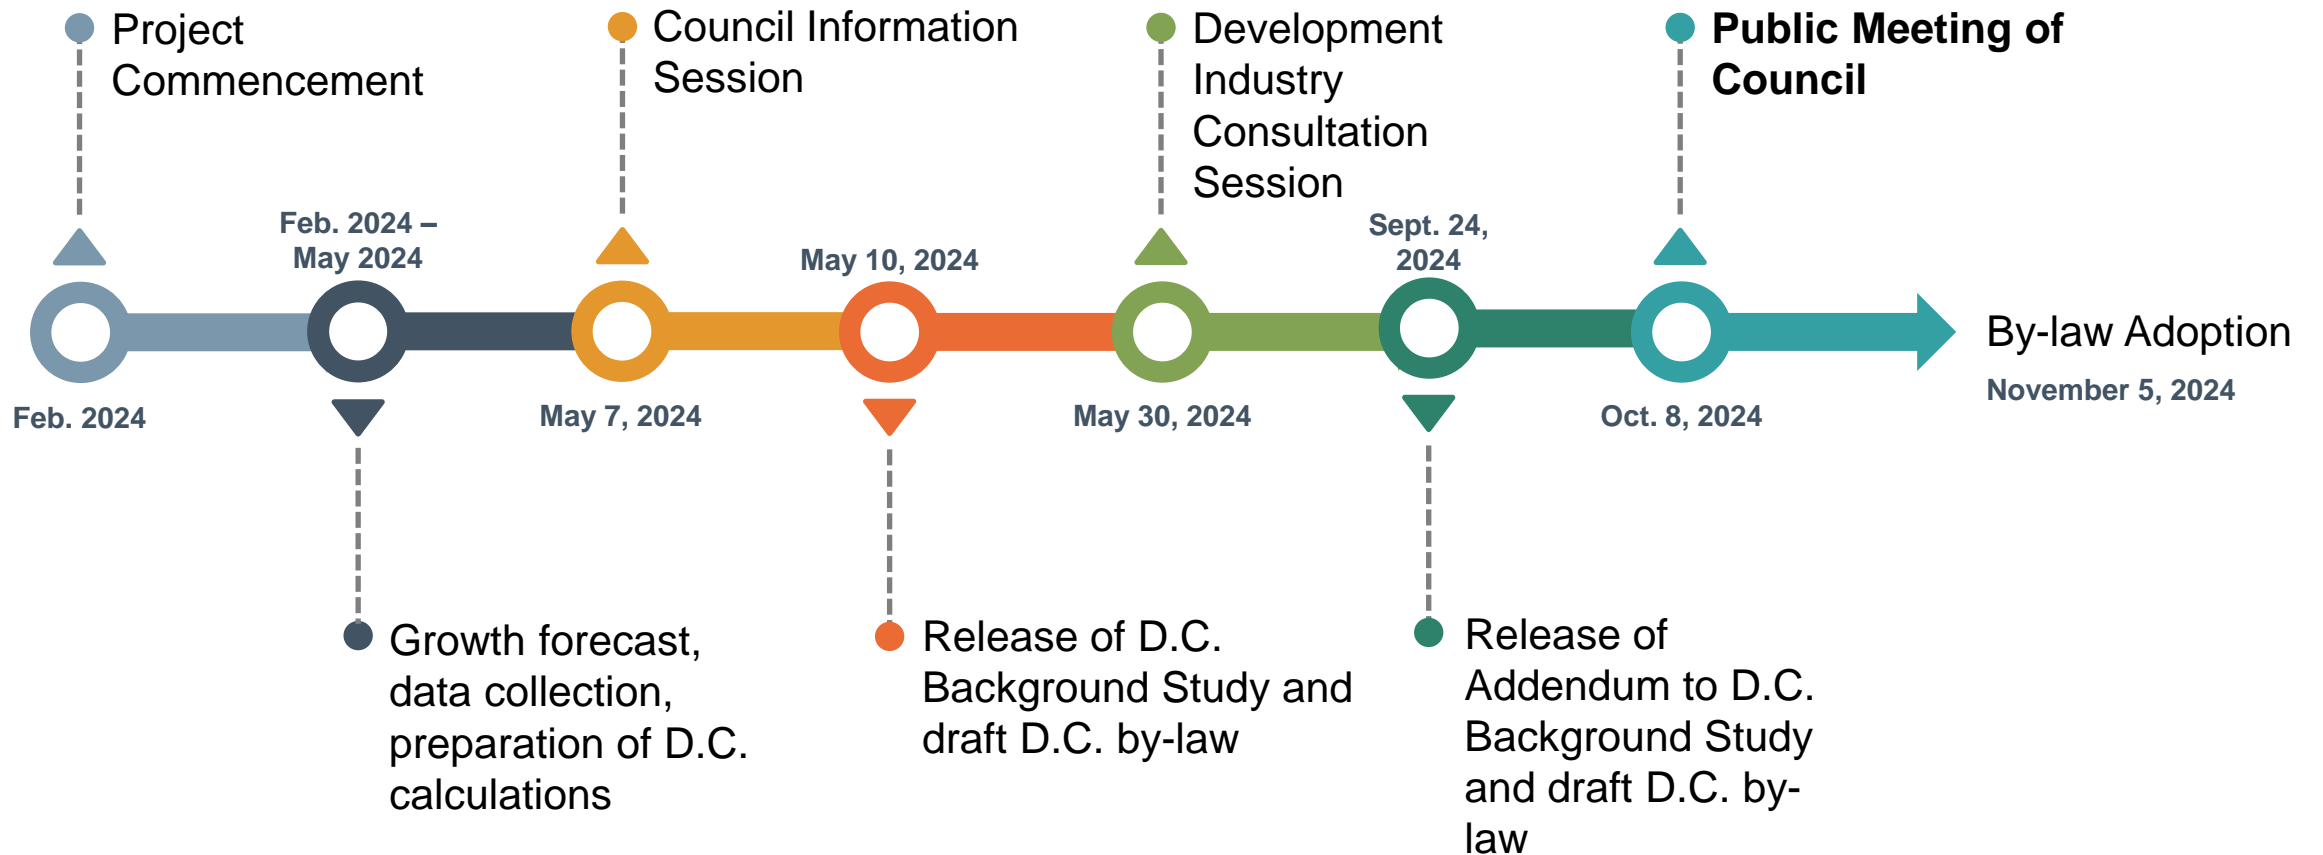 Project
Commencement
Council Information
Session
Development
Industry
Consultation
Session
Public Meeting of
Council
Feb. 2024 –
May 2024
May 10, 2024
Sept. 24,
2024
By-law Adoption
November 5, 2024
Feb. 2024
May 7, 2024
May 30, 2024
Oct. 8, 2024
Growth forecast,
data collection,
preparation of D.C.
calculations
Release of D.C.
Background Study and
draft D.C. by-law
Release of
Addendum to D.C.
Background Study
and draft D.C. by-
law